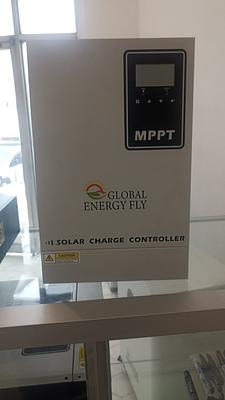 MPPT
GLOBAL
ENERGY FLY
SOLAR CHARGE CONTROLLER
CAUTION